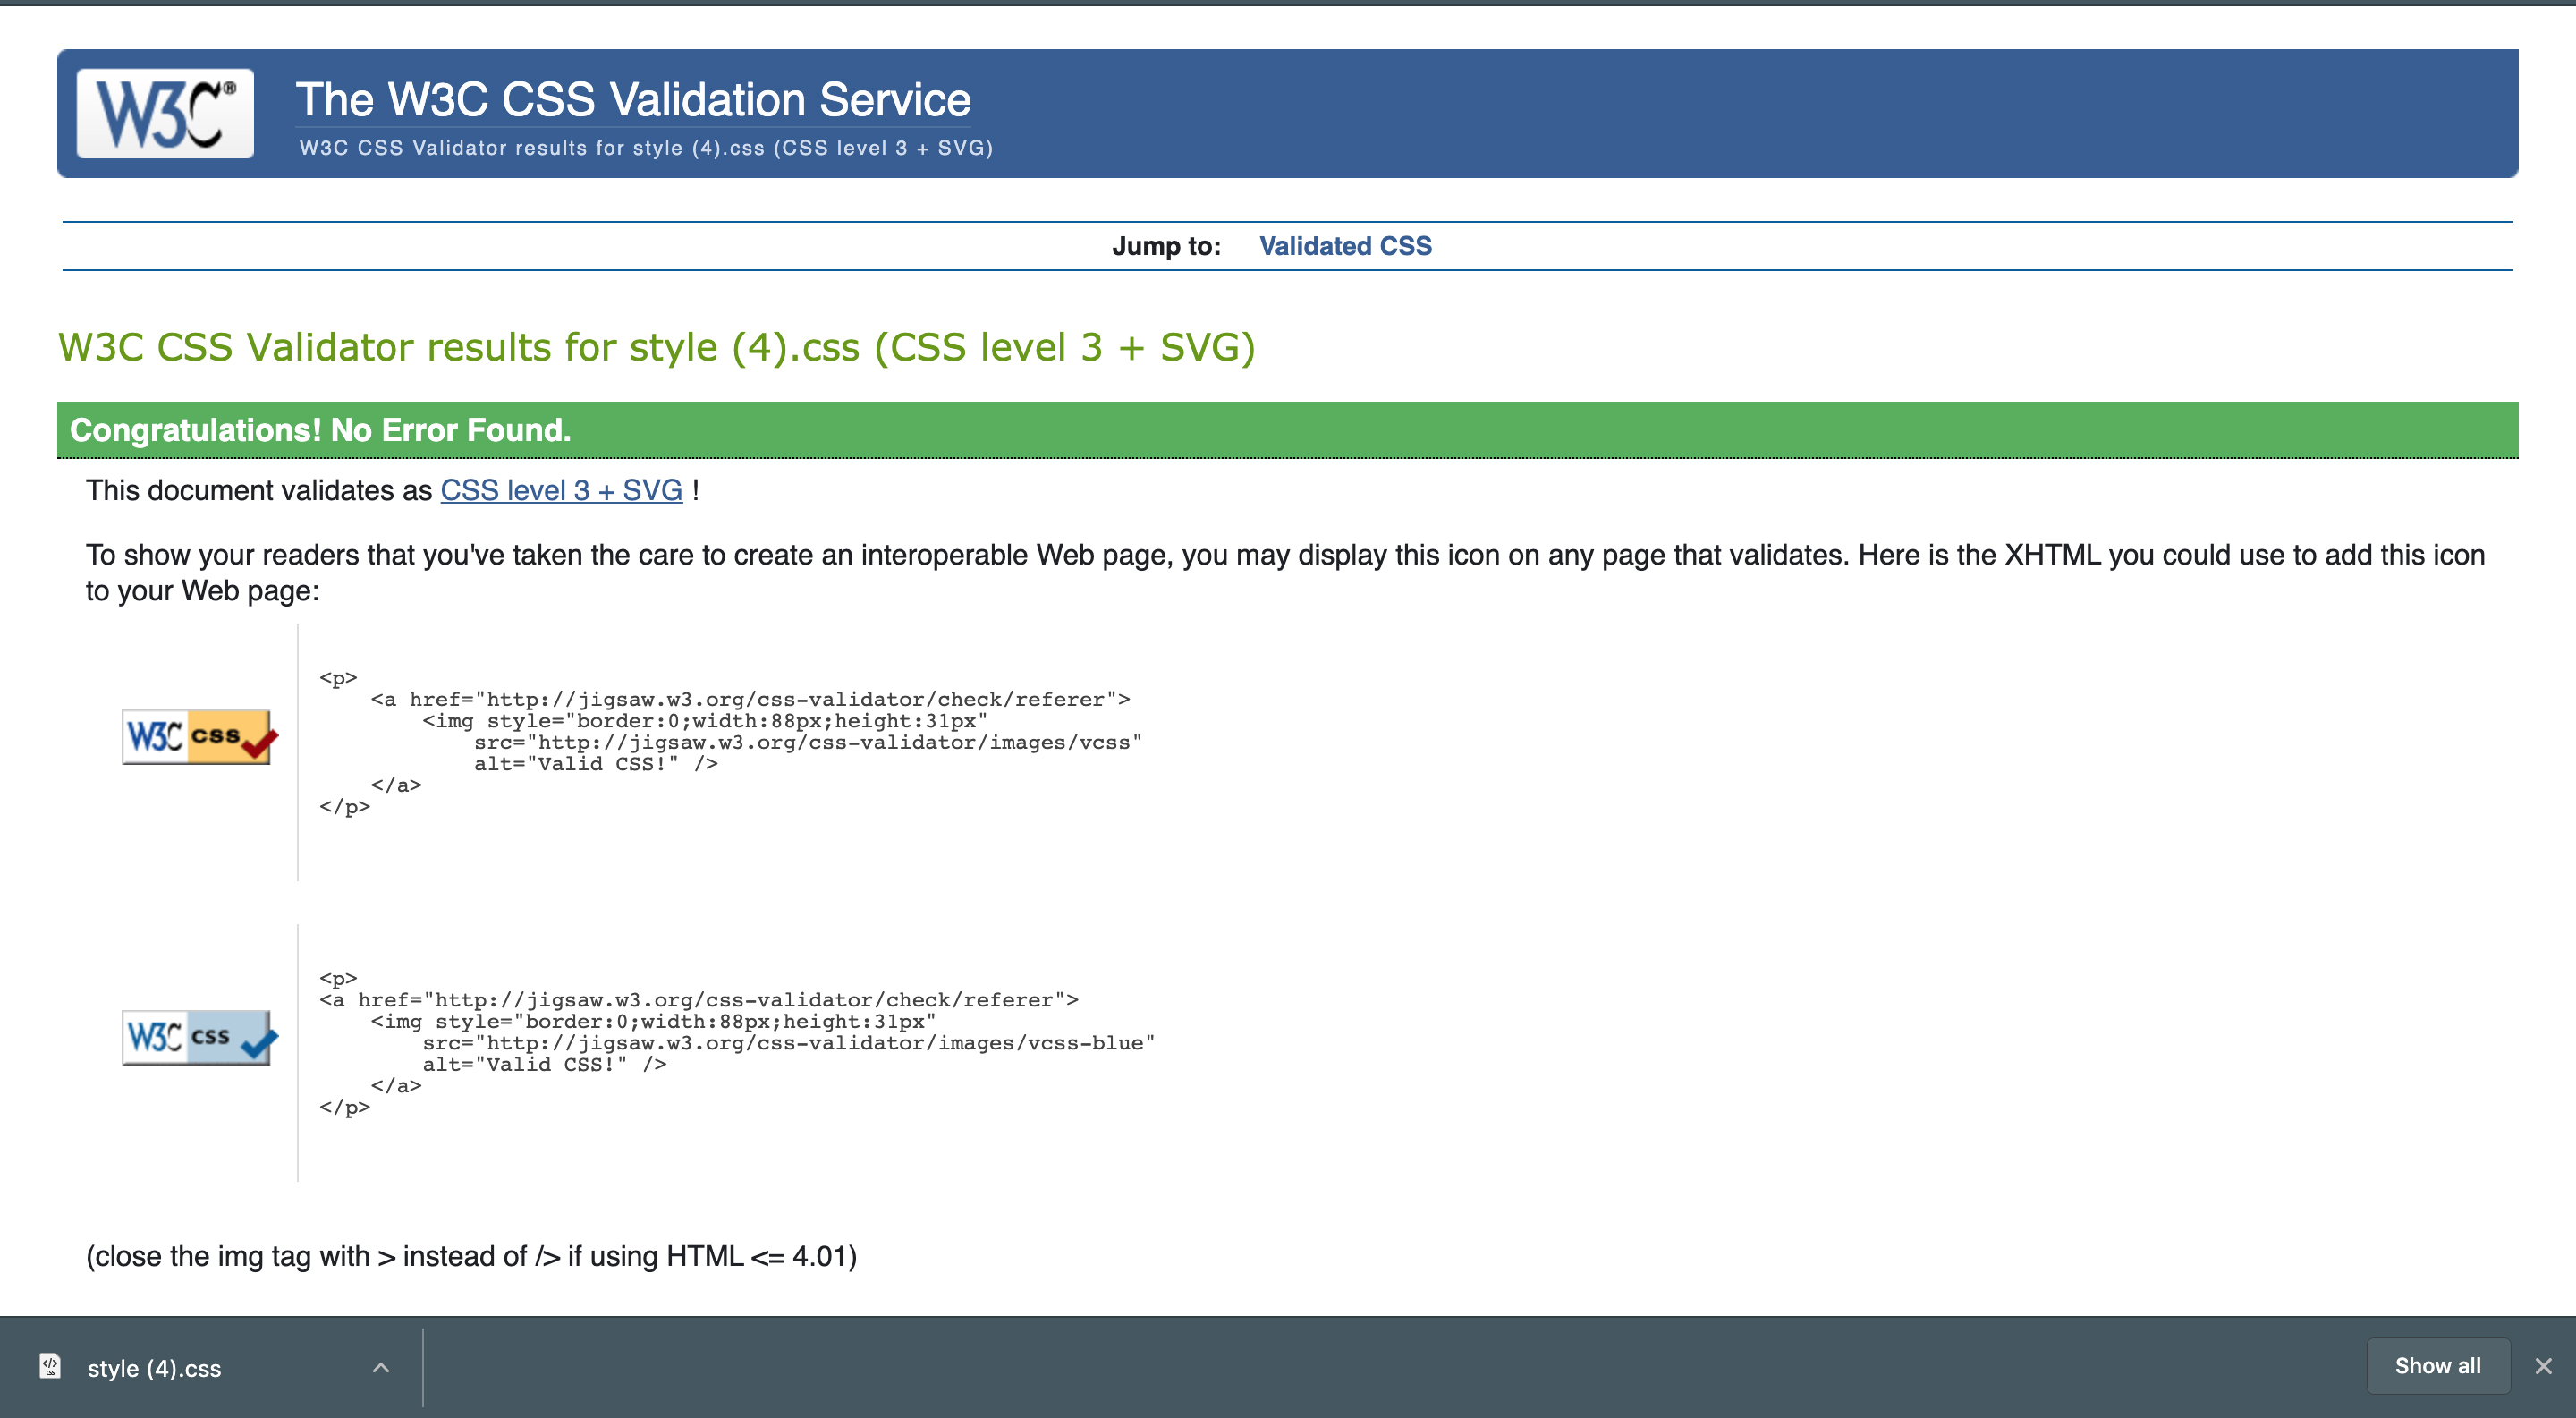 W3C®
The W3C CSS Validation Service
W3C CSS Validator results for style (4).css (CSS level 3 + SVG)
Jump to: Validated CSS
W3C CSS Validator results for style (4).css (CSS level 3 + SVG)
Congratulations! No Error Found.
This document validates as CSS level 3 + SVG !
To show your readers that you've taken the care to create an interoperable Web page, you may display this icon on any page that validates. Here is the XHTML you could use to add this icon
to your Web page:
W3C css
<p>
    <a href="http://jigsaw.w3.org/css-validator/check/referer">
        <img style="border:0;width:88px;height:31px"
            src="http://jigsaw.w3.org/css-validator/images/vcss"
            alt="Valid CSS!" />
    </a>
</p>
W3C css
<p>
<a href="http://jigsaw.w3.org/css-validator/check/referer">
    <img style="border:0;width:88px;height:31px"
        src="http://jigsaw.w3.org/css-validator/images/vcss-blue"
        alt="Valid CSS!" />
    </a>
</p>
(close the img tag with > instead of /> if using HTML <= 4.01)
</> css
style (4).css
Show all